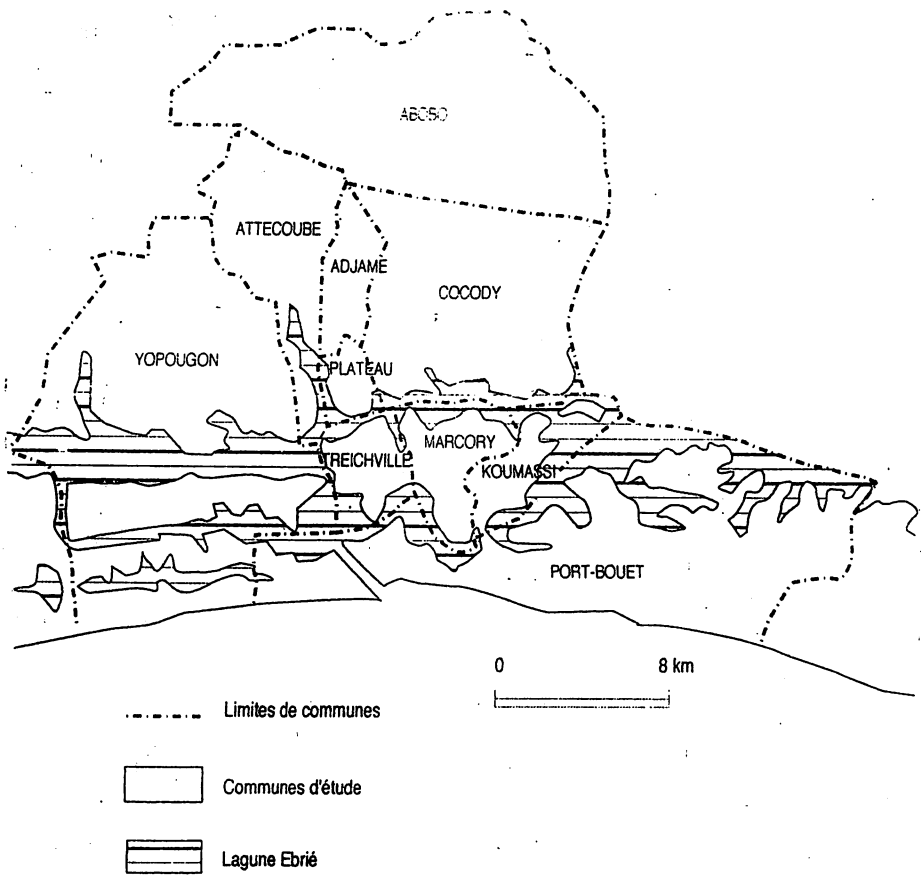 ABOBO
ATTECOUBE
ADJAME
COCODY
YOPOUGON
PLATEAU
TREICHVILLE
MARCORY
KOUMASSI
PORT-BOUET
0 8 km
Limites de communes
Communes d'étude
Lagune Ebrié